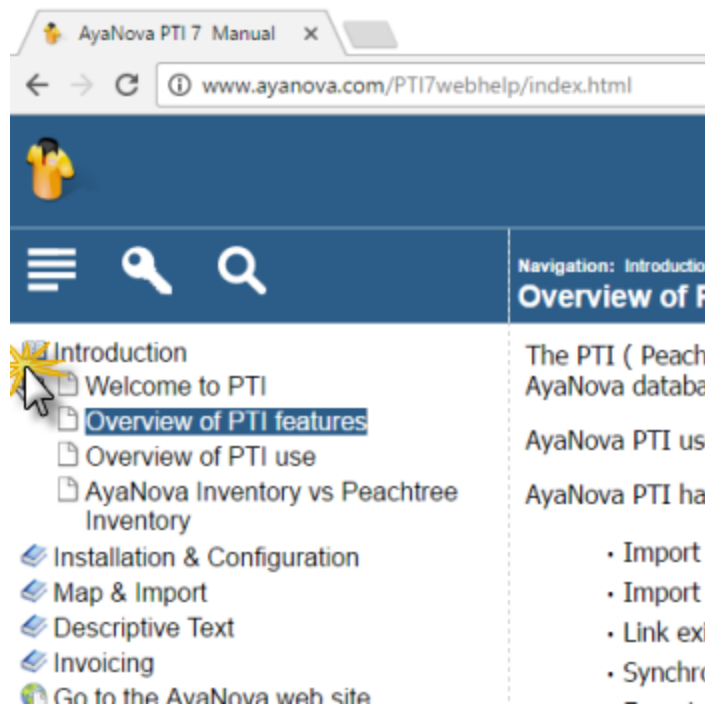 AyaNova PTI 7 Manual
www.ayanova.com/PTI7webhelp/index.html
Navigation: Introductio
Overview of
Introduction
Welcome to PTI
Overview of PTI features
Overview of PTI use
AyaNova Inventory vs Peachtree
Inventory
Installation & Configuration
Map & Import
Descriptive Text
Invoicing
Go to the AyaNova web site
The PTI ( Peach
AyaNova databa
AyaNova PTI us
AyaNova PTI ha
· Import
· Import
· Link exi
· Synchro